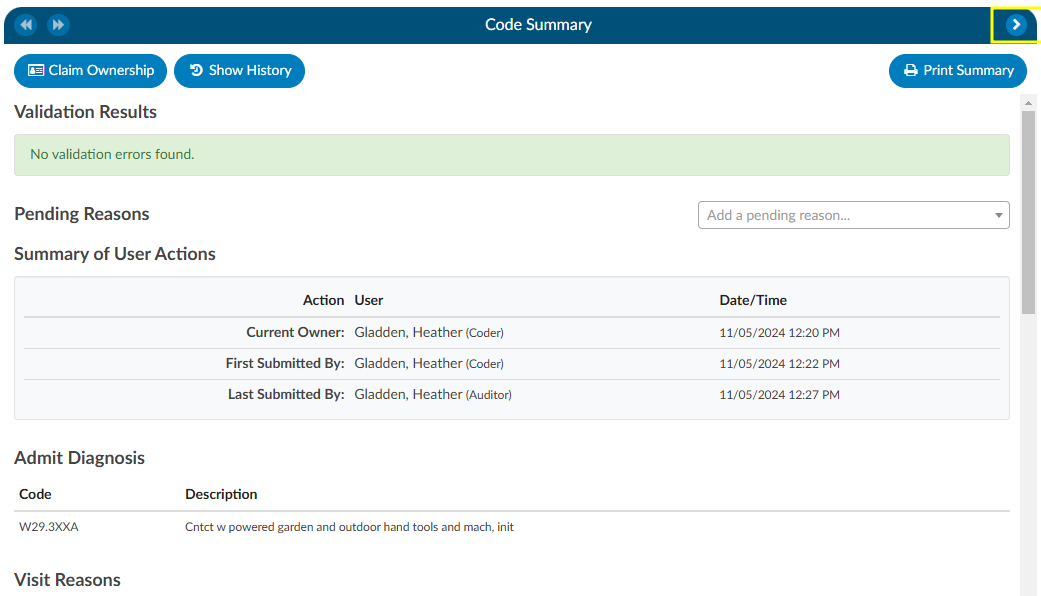 Code Summary
Claim Ownership Show History Print Summary
Validation Results
No validation errors found.
Pending Reasons Add a pending reason...
Summary of User Actions
Action User Date/Time
Current Owner: Gladden, Heather (Coder) 11/05/2024 12:20 PM
First Submitted By: Gladden, Heather (Coder) 11/05/2024 12:22 PM
Last Submitted By: Gladden, Heather (Auditor) 11/05/2024 12:27 PM
Admit Diagnosis
Code Description
W29.3XXA Cntct w powered garden and outdoor hand tools and mach, init
Visit Reasons